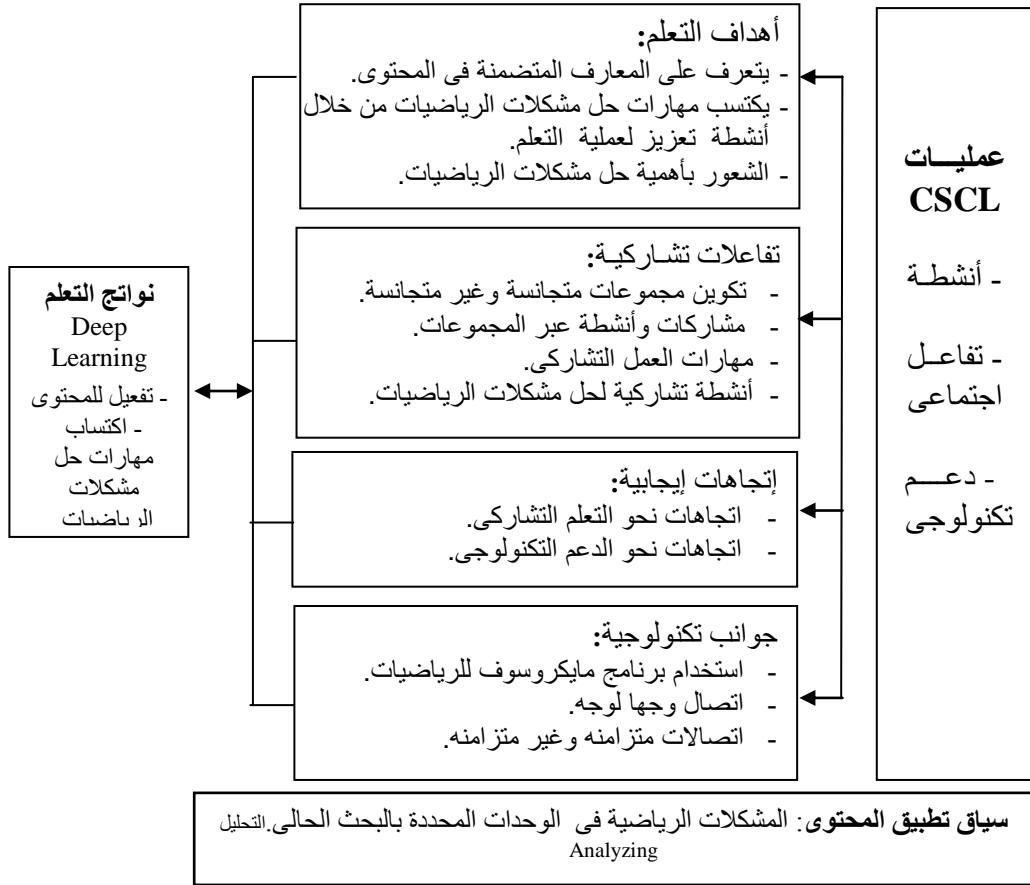 عمليـــات
CSCL
- أنشطـة
- تفاعــل
اجتماعى
- دعـــم
تكنولوجى
أهداف التعلم:
- يتعرف على المعارف المتضمنة فى المحتوى.
- يكتسب مهارات حل مشكلات الرياضيات من خلال
أنشطة تعزيز لعملية التعلم.
- الشعور بأهمية حل مشكلات الرياضيات.
تفاعلات تشـاركيـة:
- تكوين مجموعات متجانسة وغير متجانسة.
- مشاركات وأنشطة عبر المجموعات.
- مهارات العمل التشاركى.
- أنشطة تشاركية لحل مشكلات الرياضيات.
إتجاهات إيجابية:
- اتجاهات نحو التعلم التشاركى.
- اتجاهات نحو الدعم التكنولوجى.
جوانب تكنولوجية:
- استخدام برنامج مايكروسوف للرياضيات.
- اتصال وجها لوجه.
- اتصالات متزامنه وغير متزامنه.
نواتج التعلم
Deep
Learning
- تفعيل للمحتوى
- اكتساب
مهارات حل
مشكلات
الرياضيات
سياق تطبيق المحتوى: المشكلات الرياضية فى الوحدات المحددة بالبحث الحالى.التحليل
Analyzing